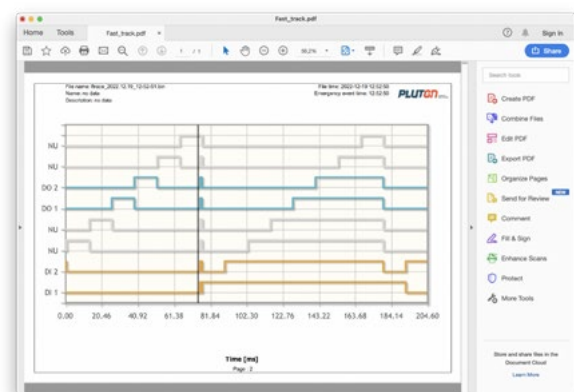 Fast_track.pdf
Home Tools Fast_track.pdf × Sign In
1 / 1 39,2% Share
File name: ftrace_2022.12.19_12-52-51.bin
Name: no data
Description: no data
File time: 2022-12-19 12:52:50
Emergency event time: 12:52:50
PLUTON
NU
NU
DO 2
DO 1
NU
NU
DI 2
DI 1
0.00 20.46 40.92 61.38 81.84 102.30 122.76 143.22 163.68 184.14 204.60
Time [ms]
Page : 2
Search tools
Create PDF
Combine Files
Edit PDF
Export PDF
Organize Pages
Send for Review NEW
Comment
Fill & Sign
Enhance Scans
Protect
More Tools
Store and share files in the
Document Cloud
Learn More